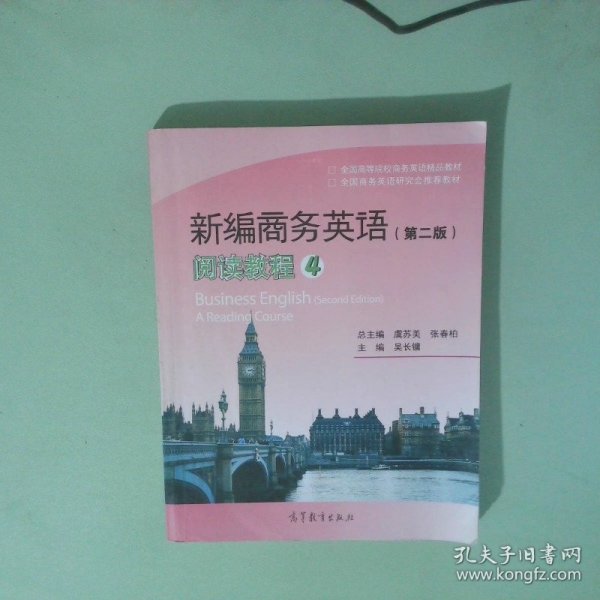 □ 全国高等院校商务英语精品教材
□ 全国商务英语研究会推荐教材
新编商务英语（第二版）
阅读教程 4
Business English (Second Edition)
A Reading Course
总主编 虞苏美 张春柏
主 编 吴长镛
高等教育出版社
孔夫子旧书网
www.kongfz.com